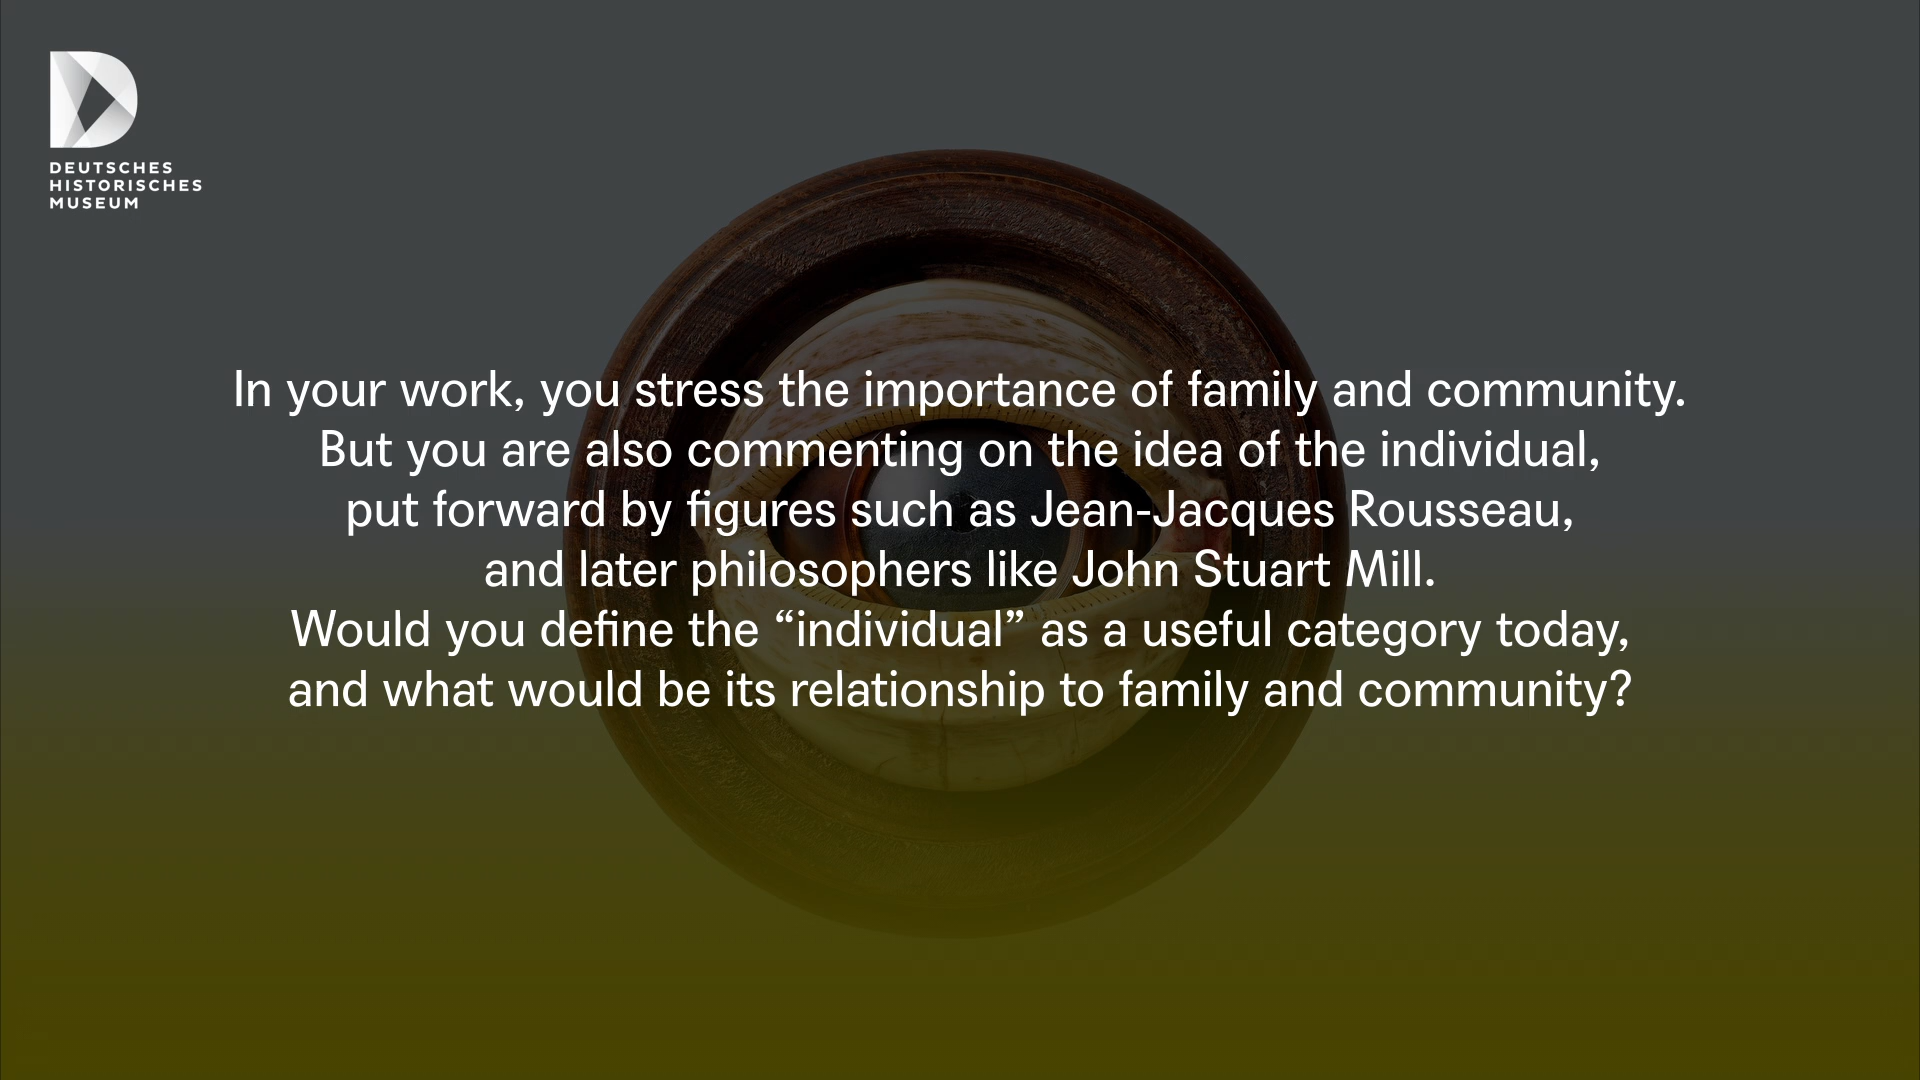 DEUTSCHES
HISTORISCHES
MUSEUM
In your work, you stress the importance of family and community.
But you are also commenting on the idea of the individual,
put forward by figures such as Jean-Jacques Rousseau,
and later philosophers like John Stuart Mill.
Would you define the “individual” as a useful category today,
and what would be its relationship to family and community?